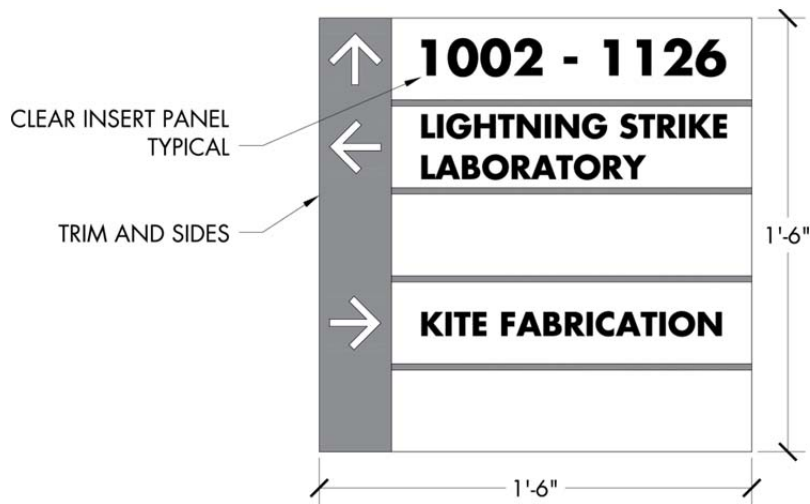 1002 - 1126
CLEAR INSERT PANEL
TYPICAL
LIGHTNING STRIKE
LABORATORY
TRIM AND SIDES
1'-6"
KITE FABRICATION
1'-6"